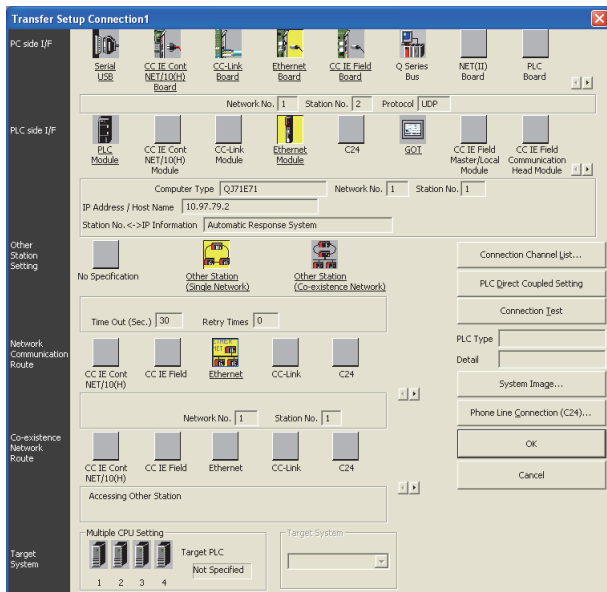 Transfer Setup Connection1
PC side I/F
Serial USB
CC IE Cont NET/10(H) Board
CC-Link Board
Ethernet Board
CC IE Field Board
Q Series Bus
NET(II) Board
PLC Board
Network No. 1 Station No. 2 Protocol UDP
PLC side I/F
PLC Module
CC IE Cont NET/10(H) Module
CC-Link Module
Ethernet Module
C24
GOT
CC IE Field Master/Local Module
CC IE Field Communication Head Module
Computer Type QJ71E71 Network No. 1 Station No. 1
IP Address / Host Name 10.97.79.2
Station No.<->IP Information Automatic Response System
Other Station Setting
No Specification
Other Station (Single Network)
Other Station (Co-existence Network)
Time Out (Sec.) 30 Retry Times 0
Connection Channel List...
PLC Direct Coupled Setting
Connection Test
PLC Type
Detail
System Image...
Phone Line Connection (C24)...
OK
Cancel
Network Communication Route
CC IE Cont NET/10(H)
CC IE Field
Ethernet
CC-Link
C24
Network No. 1 Station No. 1
Co-existence Network Route
CC IE Cont NET/10(H)
CC IE Field
Ethernet
CC-Link
C24
Accessing Other Station
Target System
Multiple CPU Setting
1 2 3 4
Target PLC
Not Specified
Target System